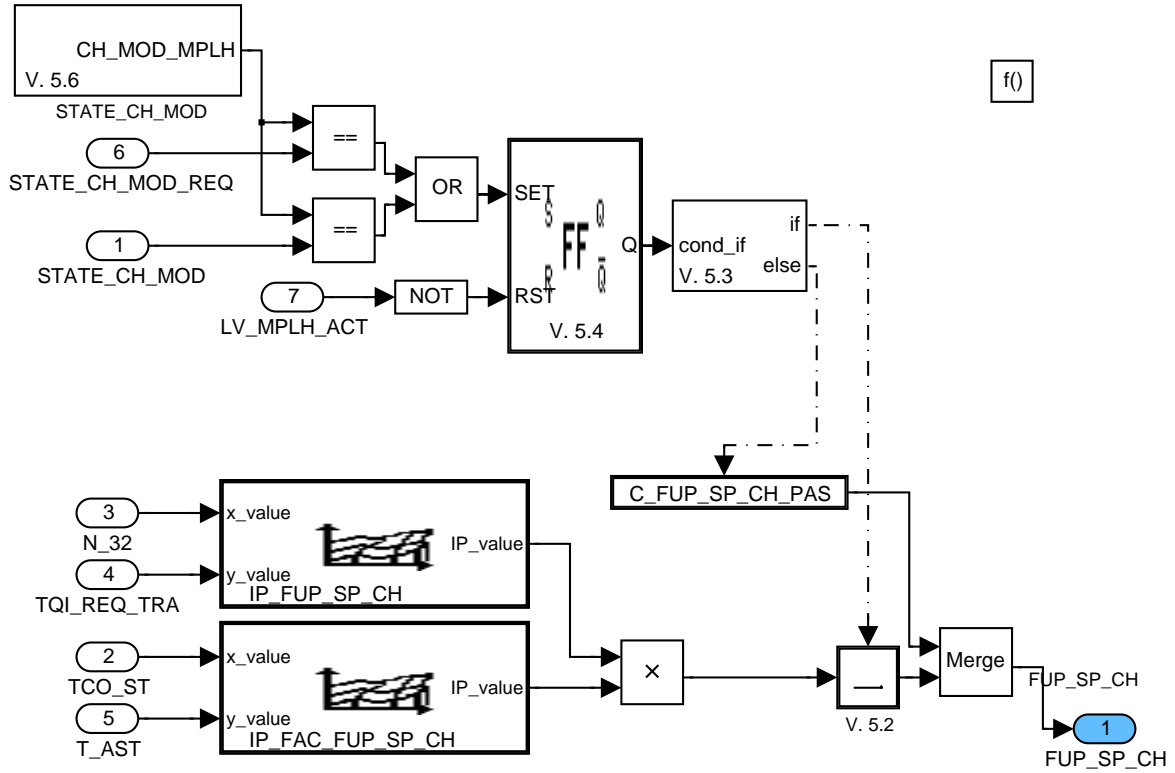 CH_MOD_MPLH
V. 5.6
STATE_CH_MOD
f()
==
6
STATE_CH_MOD_REQ
OR
SET
S Q
FF
Q
R Q
RST
V. 5.4
==
1
STATE_CH_MOD
7
LV_MPLH_ACT
NOT
if
cond_if
else
V. 5.3
C_FUP_SP_CH_PAS
3
N_32
4
TQI_REQ_TRA
x_value
IP_value
y_value
IP_FUP_SP_CH
2
TCO_ST
5
T_AST
x_value
IP_value
y_value
IP_FAC_FUP_SP_CH
×
V. 5.2
Merge
FUP_SP_CH
1
FUP_SP_CH